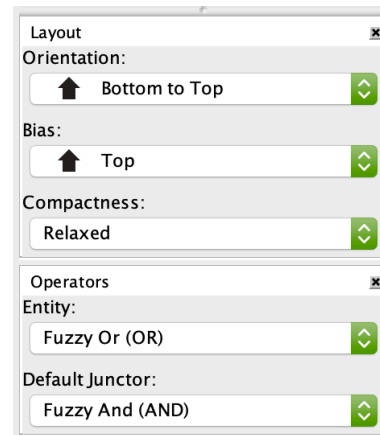 Layout
Orientation:
Bottom to Top
Bias:
Top
Compactness:
Relaxed
Operators
Entity:
Fuzzy Or (OR)
Default Junctor:
Fuzzy And (AND)